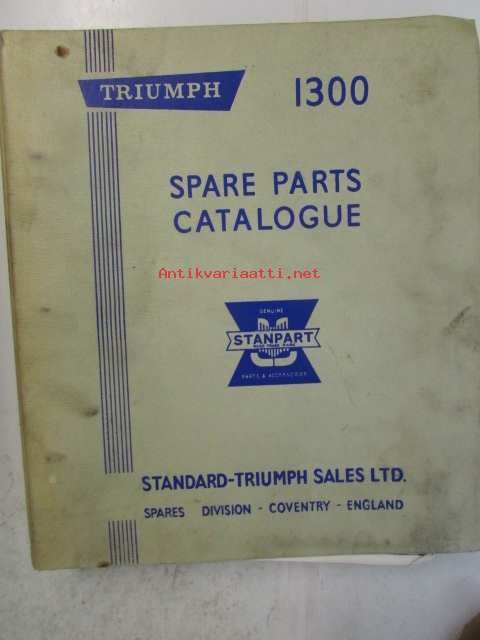 TRIUMPH 1300
SPARE PARTS
CATALOGUE
Antikvariaatti.net
GENUINE
STANPART
PARTS & ACCESSORIES
STANDARD-TRIUMPH SALES LTD.
SPARES DIVISION - COVENTRY - ENGLAND